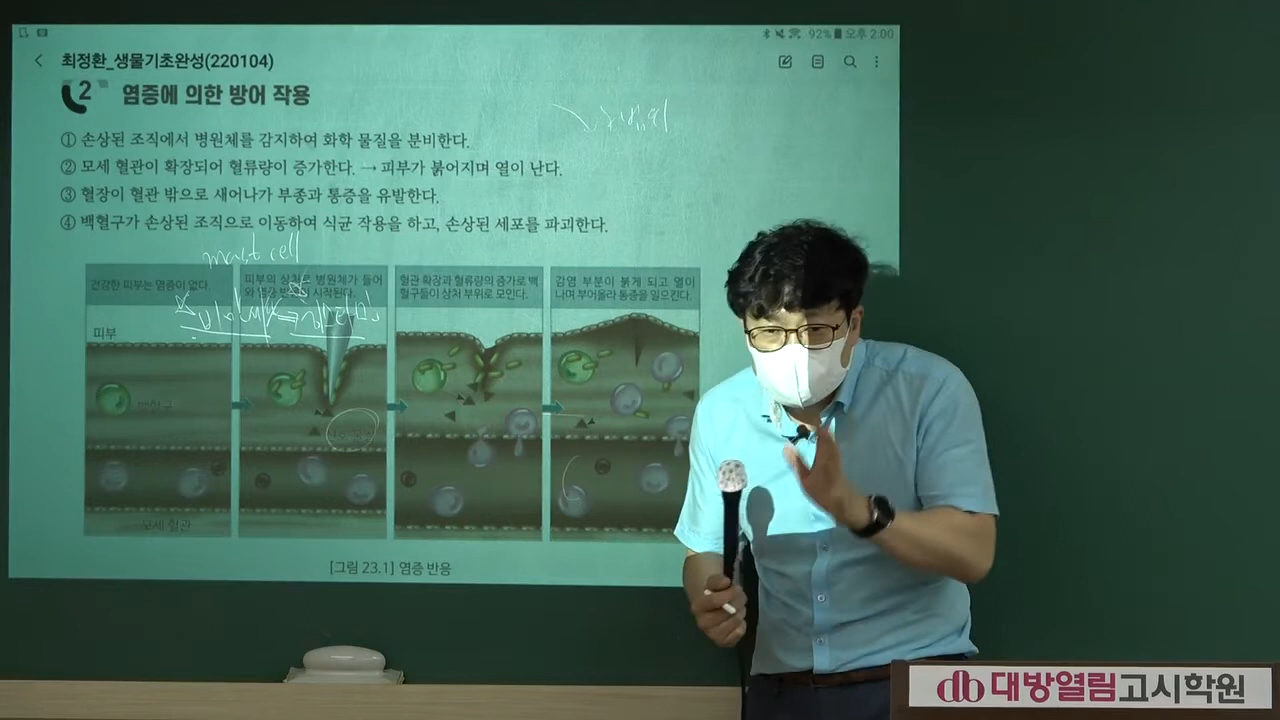 92% 오후 2:00
최정환_생물기초완성(220104)
2 염증에 의한 방어 작용
① 손상된 조직에서 병원체를 감지하여 화학 물질을 분비한다.
② 모세 혈관이 확장되어 혈류량이 증가한다. → 피부가 붉어지며 열이 난다.
③ 혈장이 혈관 밖으로 새어나가 부종과 통증을 유발한다.
④ 백혈구가 손상된 조직으로 이동하여 식균 작용을 하고, 손상된 세포를 파괴한다.
mast cell
건강한 피부는 염증이 없다.
피부의 상처로 병원체가 들어
와 염증 반응이 시작된다.
혈관 확장과 혈류량의 증가로 백
혈구들이 상처 부위로 모인다.
감염 부분이 붉게 되고 열이
나며 부어올라 통증을 일으킨다.
비만세포 → 히스타민
피부
백혈구
모세 혈관
[그림 23.1] 염증 반응
db 대방열림고시학원